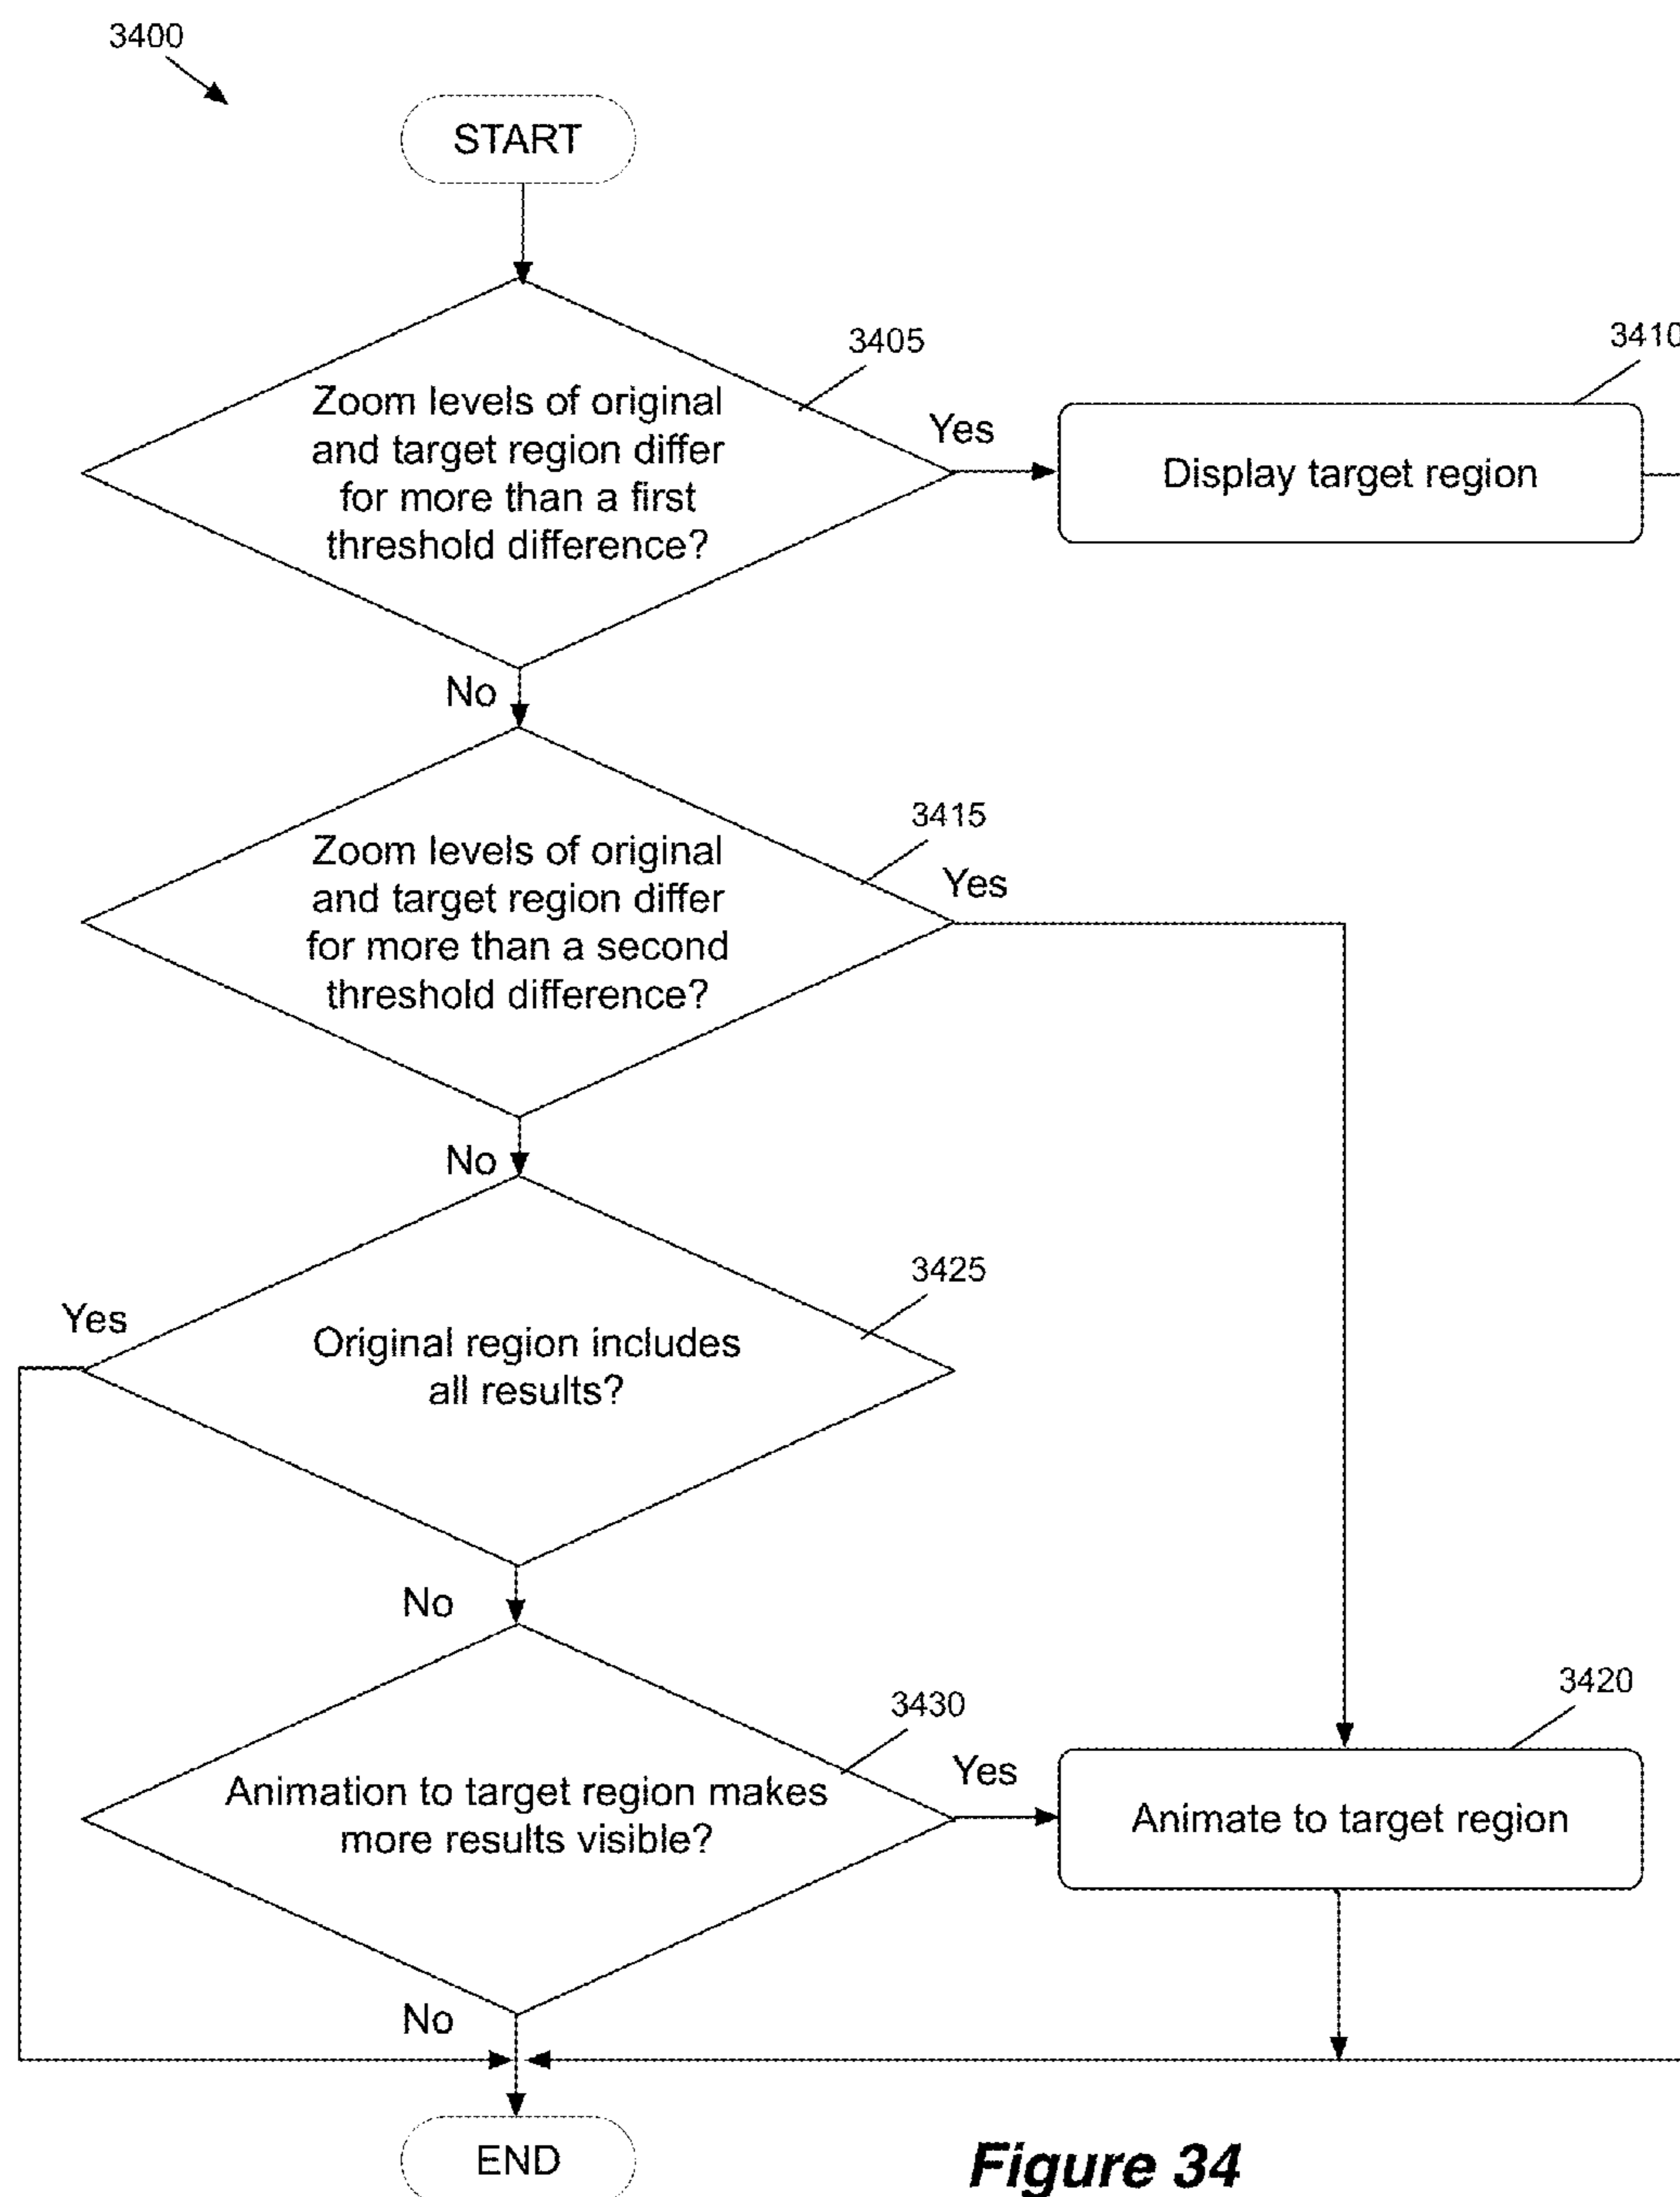 3400
START
3405
Zoom levels of original
and target region differ
for more than a first
threshold difference?
Yes
3410
Display target region
No
3415
Zoom levels of original
and target region differ
for more than a second
threshold difference?
Yes
No
3425
Yes
Original region includes
all results?
No
3430
Animation to target region makes
more results visible?
Yes
3420
Animate to target region
No
END
Figure 34